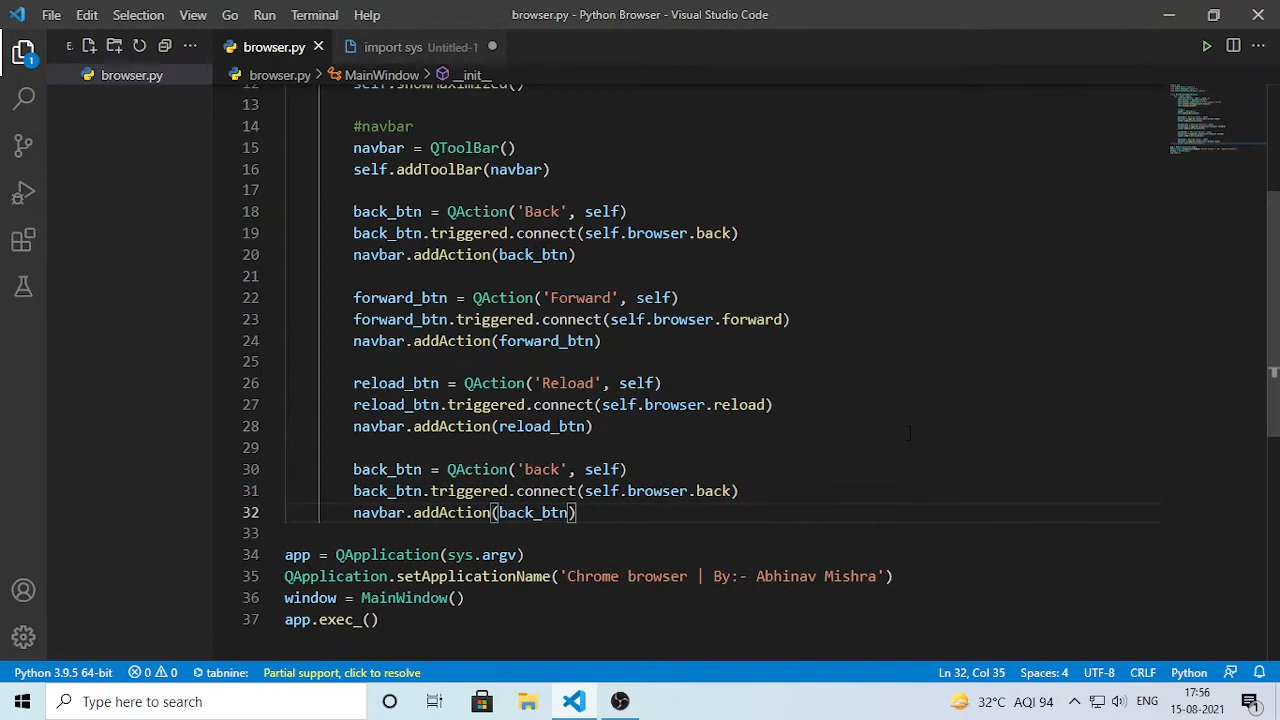 File Edit Selection View Go Run Terminal Help browser.py - Python Browser - Visual Studio Code
E.
browser.py
import sys Untitled-1
browser.py
browser.py > MainWindow > __init__
12 self.showMaximized()
13
14 #navbar
15 navbar = QToolBar()
16 self.addToolBar(navbar)
17
18 back_btn = QAction('Back', self)
19 back_btn.triggered.connect(self.browser.back)
20 navbar.addAction(back_btn)
21
22 forward_btn = QAction('Forward', self)
23 forward_btn.triggered.connect(self.browser.forward)
24 navbar.addAction(forward_btn)
25
26 reload_btn = QAction('Reload', self)
27 reload_btn.triggered.connect(self.browser.reload)
28 navbar.addAction(reload_btn)
29
30 back_btn = QAction('back', self)
31 back_btn.triggered.connect(self.browser.back)
32 navbar.addAction(back_btn)
33
34 app = QApplication(sys.argv)
35 QApplication.setApplicationName('Chrome browser | By:- Abhinav Mishra')
36 window = MainWindow()
37 app.exec_()
1
Python 3.9.5 64-bit 0 0 tabnine: Partial support, click to resolve Ln 32, Col 35 Spaces: 4 UTF-8 CRLF Python
Type here to search
32°C AQI 94 ENG
17:56
15-08-2021
1